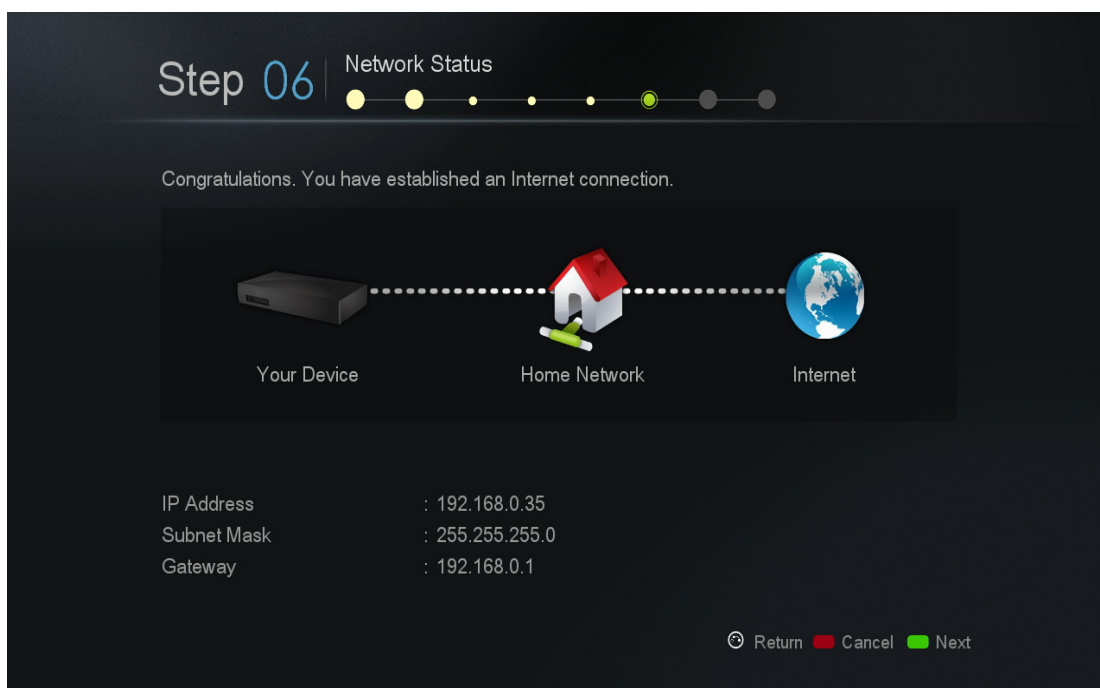 Step 06
Network Status
Congratulations. You have established an Internet connection.
Your Device Home Network Internet
IP Address : 192.168.0.35
Subnet Mask : 255.255.255.0
Gateway : 192.168.0.1
Return Cancel Next